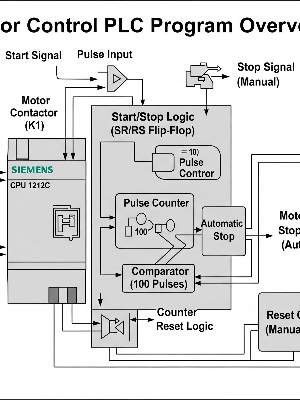 or Control PLC Program Overv
Start Signal
Pulse Input
Stop Signal
(Manual)
Motor
Contactor
(K1)
Start/Stop Logic
(SR/RS Flip-Flop)
SIEMENS
CPU 1212C
= 10)
Pulse
Control
Pulse Counter
100
Automatic
Stop
Moto
Stop
(Aut
Comparator
(100 Pulses)
Counter
Reset Logic
Reset C
(Manua